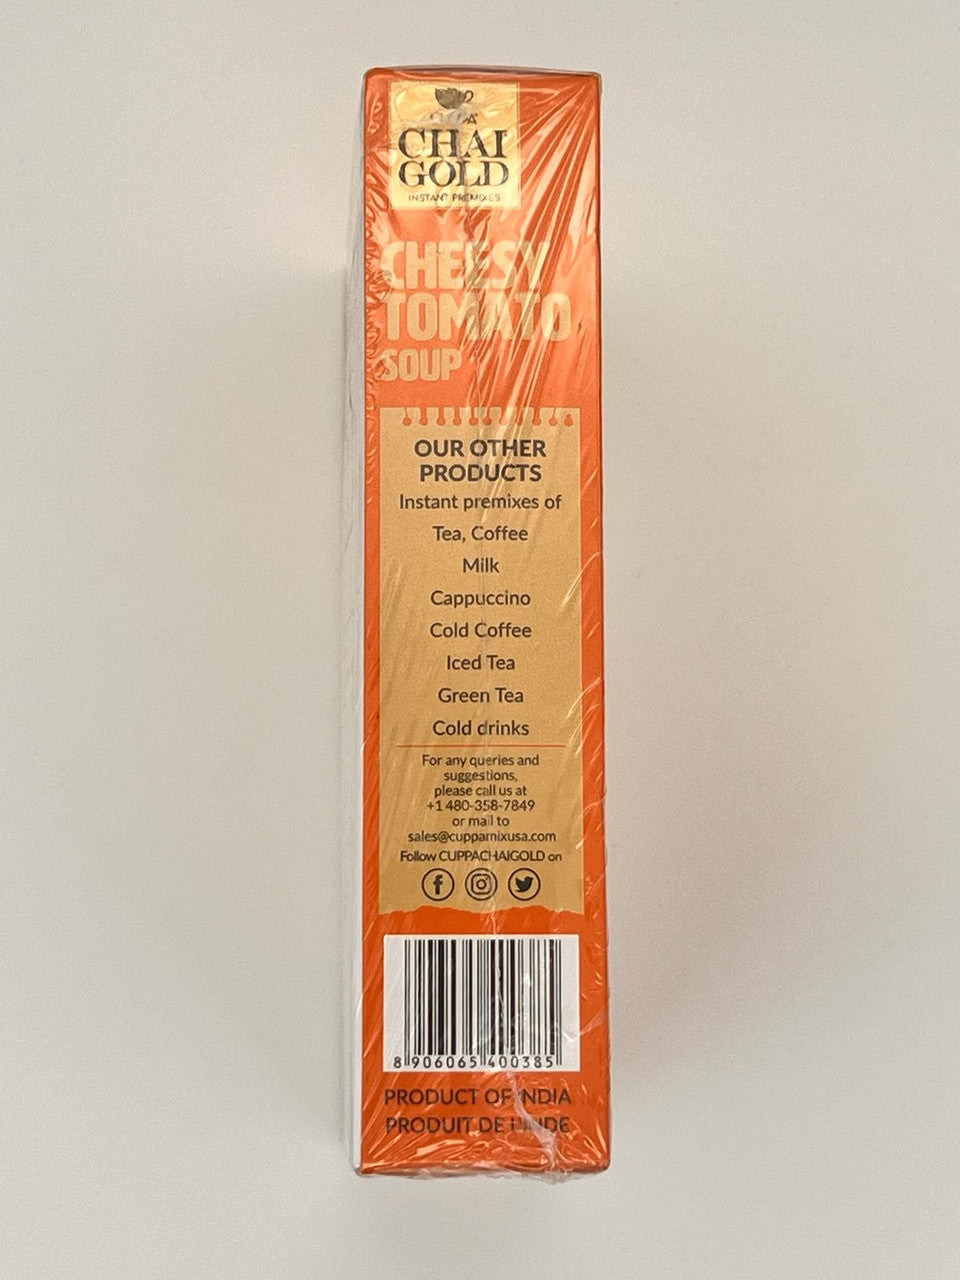 CHAI
GOLD
INSTANT PREMIXES
CHEESY
TOMATO
SOUP
OUR OTHER
PRODUCTS
Instant premixes of
Tea, Coffee
Milk
Cappuccino
Cold Coffee
Iced Tea
Green Tea
Cold drinks
For any queries and
suggestions,
please call us at
+1 480-358-7849
or mail to
sales@cuppamixusa.com
Follow CUPPACHAIGOLD on
8 906065 400385
PRODUCT OF INDIA
PRODUIT DE L'INDE